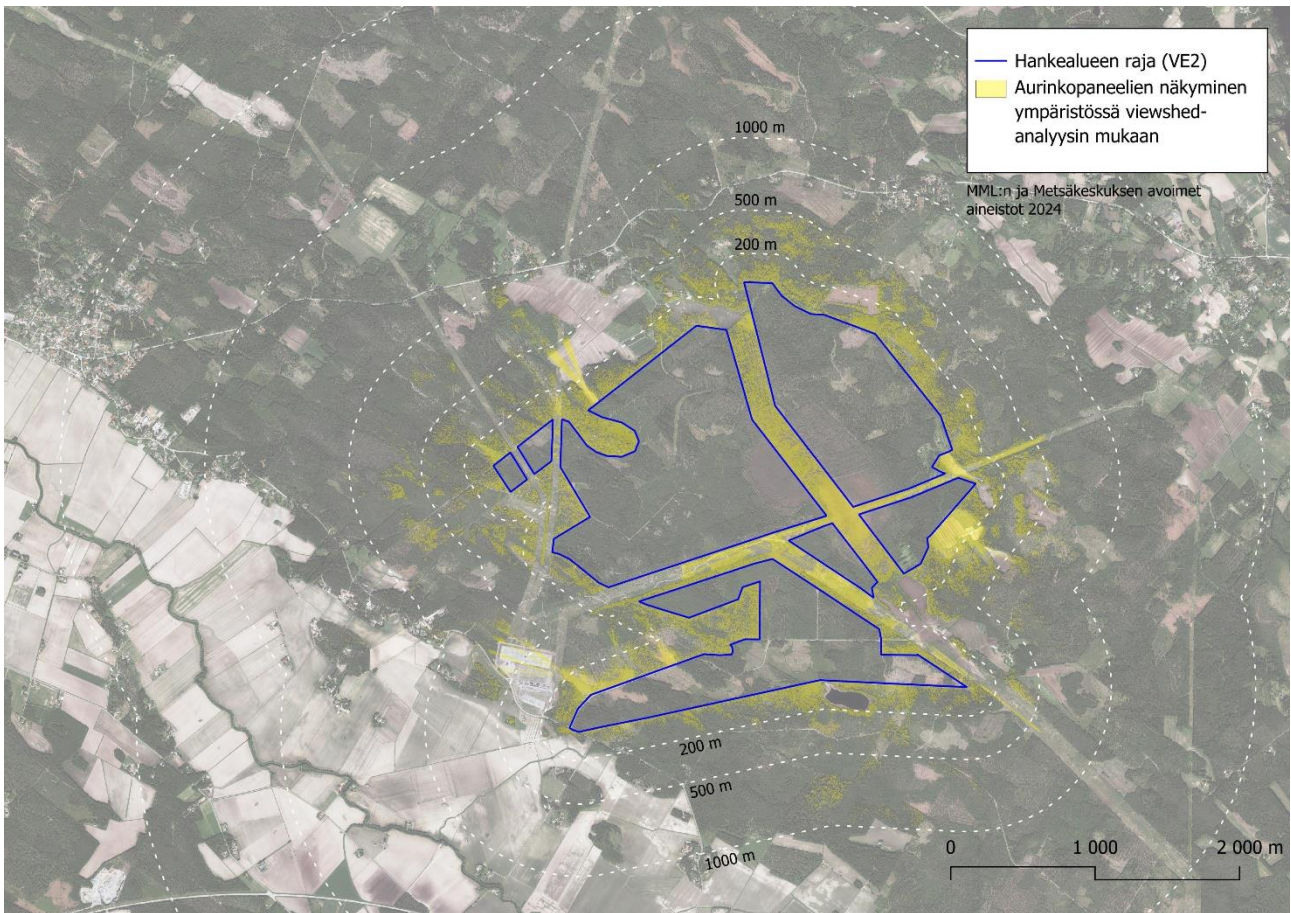 Hankealueen raja (VE2)
Aurinkopaneelien näkyminen
ympäristössä viewshed-
analyysin mukaan
MML:n ja Metsäkeskuksen avoimet
aineistot 2024
1000 m
500 m
200 m
200 m
500 m
1000 m
0 1 000 2 000 m